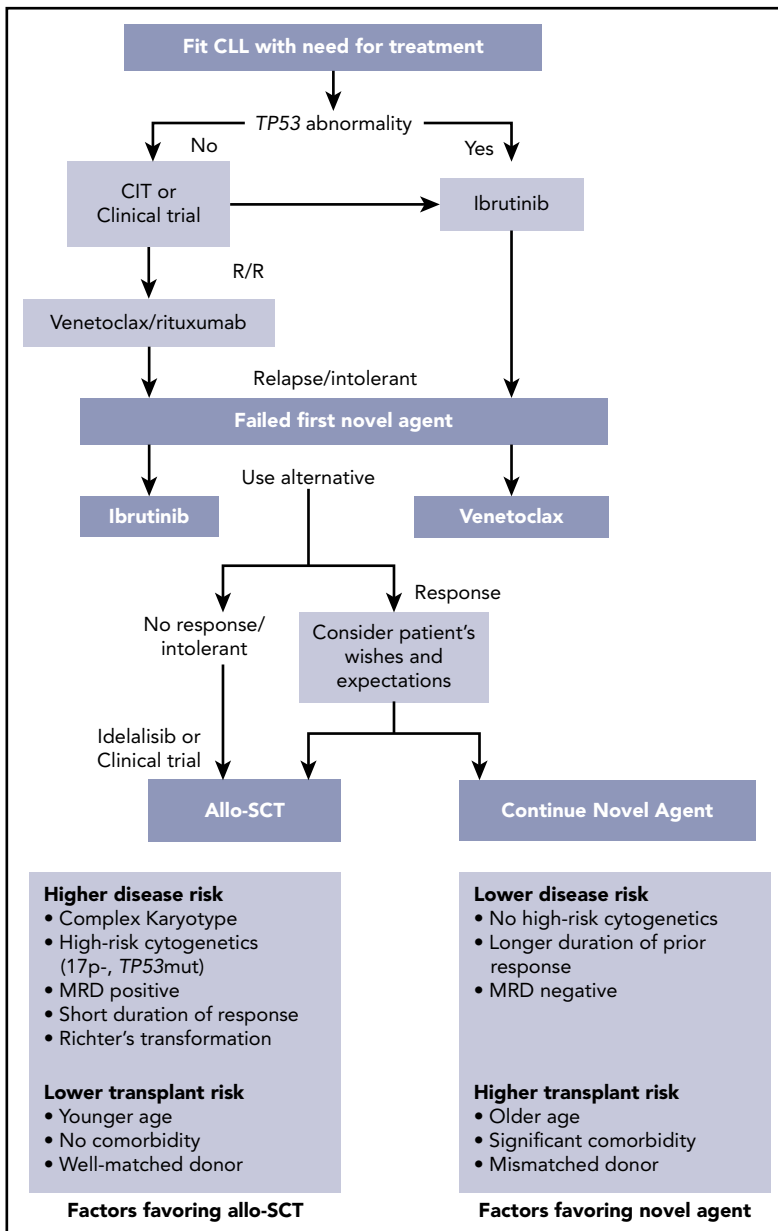 Fit CLL with need for treatment
TP53 abnormality
No
Yes
CIT or
Clinical trial
Ibrutinib
R/R
Venetoclax/rituxumab
Relapse/intolerant
Failed first novel agent
Use alternative
Ibrutinib
Venetoclax
Response
No response/
intolerant
Consider patient's
wishes and
expectations
Idelalisib or
Clinical trial
Allo-SCT
Continue Novel Agent
Higher disease risk
• Complex Karyotype
• High-risk cytogenetics
(17p-, TP53mut)
• MRD positive
• Short duration of response
• Richter's transformation
Lower transplant risk
• Younger age
• No comorbidity
• Well-matched donor
Factors favoring allo-SCT
Lower disease risk
• No high-risk cytogenetics
• Longer duration of prior
response
• MRD negative
Higher transplant risk
• Older age
• Significant comorbidity
• Mismatched donor
Factors favoring novel agent